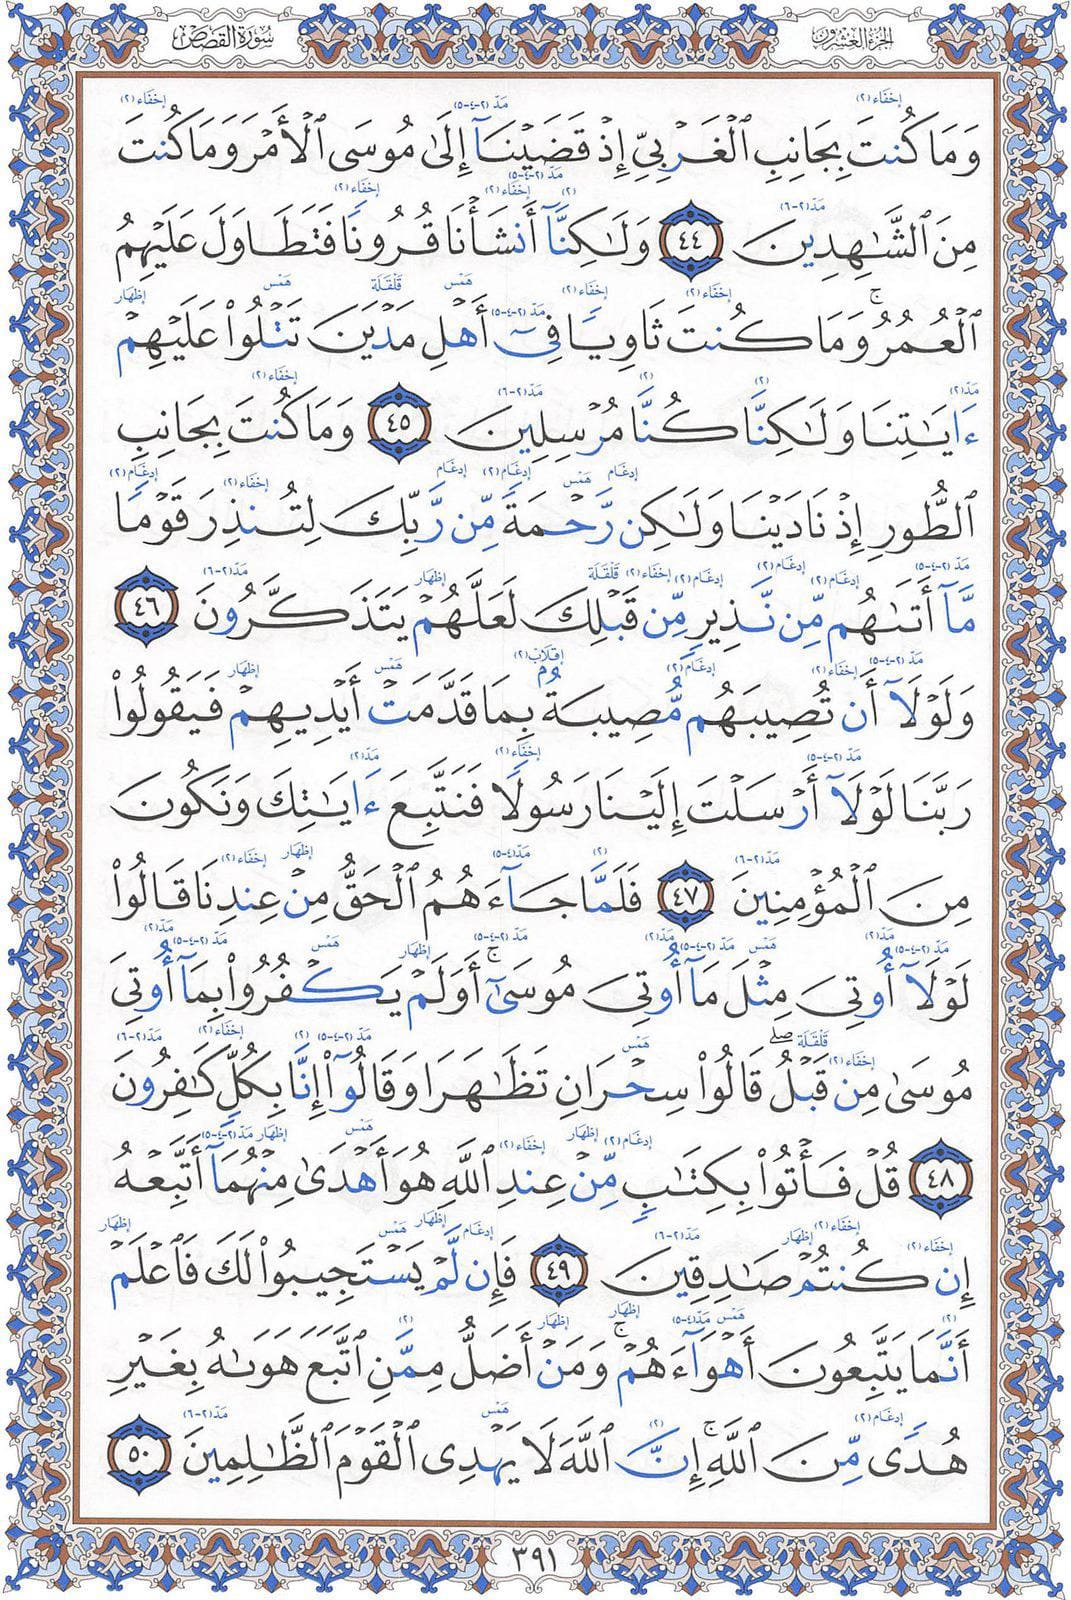 سورة القصص
الجزء العشرون
وَمَا كُنتَ بِجَانِبِ ٱلْغَرْبِيِّ إِذْ قَضَيْنَآ إِلَىٰ مُوسَى ٱلْأَمْرَ وَمَا كُنتَ
مِنَ ٱلشَّٰهِدِينَ ٤٤ وَلَٰكِنَّآ أَنشَأْنَا قُرُونًا فَتَطَاوَلَ عَلَيْهِمُ
ٱلْعُمُرُ ۚ وَمَا كُنتَ ثَاوِيًا فِىٓ أَهْلِ مَدْيَنَ تَتْلُوا۟ عَلَيْهِمْ
ءَايَٰتِنَا وَلَٰكِنَّا كُنَّا مُرْسِلِينَ ٤٥ وَمَا كُنتَ بِجَانِبِ
ٱلطُّورِ إِذْ نَادَيْنَا وَلَٰكِن رَّحْمَةً مِّن رَّبِّكَ لِتُنذِرَ قَوْمًا
مَّآ أَتَىٰهُم مِّن نَّذِيرٍ مِّن قَبْلِكَ لَعَلَّهُمْ يَتَذَكَّرُونَ ٤٦
وَلَوْلَآ أَن تُصِيبَهُم مُّصِيبَةٌۢ بِمَا قَدَّمَتْ أَيْدِيهِمْ فَيَقُولُوا۟
رَبَّنَا لَوْلَآ أَرْسَلْتَ إِلَيْنَا رَسُولًا فَنَتَّبِعَ ءَايَٰتِكَ وَنَكُونَ
مِنَ ٱلْمُؤْمِنِينَ ٤٧ فَلَمَّا جَآءَهُمُ ٱلْحَقُّ مِنْ عِندِنَا قَالُوا۟
لَوْلَآ أُوتِىَ مِثْلَ مَآ أُوتِىَ مُوسَىٰٓ ۚ أَوَلَمْ يَكْفُرُوا۟ بِمَآ أُوتِىَ
مُوسَىٰ مِن قَبْلُ ۖ قَالُوا۟ سِحْرَانِ تَظَٰهَرَا وَقَالُوٓا۟ إِنَّا بِكُلٍّ كَٰفِرُونَ
٤٨ قُلْ فَأْتُوا۟ بِكِتَٰبٍ مِّنْ عِندِ ٱللَّهِ هُوَ أَهْدَىٰ مِنْهُمَآ أَتَّبِعْهُ
إِن كُنتُمْ صَٰدِقِينَ ٤٩ فَإِن لَّمْ يَسْتَجِيبُوا۟ لَكَ فَٱعْلَمْ
أَنَّمَا يَتَّبِعُونَ أَهْوَآءَهُمْ ۚ وَمَنْ أَضَلُّ مِمَّنِ ٱتَّبَعَ هَوَىٰهُ بِغَيْرِ
هُدًى مِّنَ ٱللَّهِ ۚ إِنَّ ٱللَّهَ لَا يَهْدِى ٱلْقَوْمَ ٱلظَّٰلِمِينَ ٥٠
٣٩١